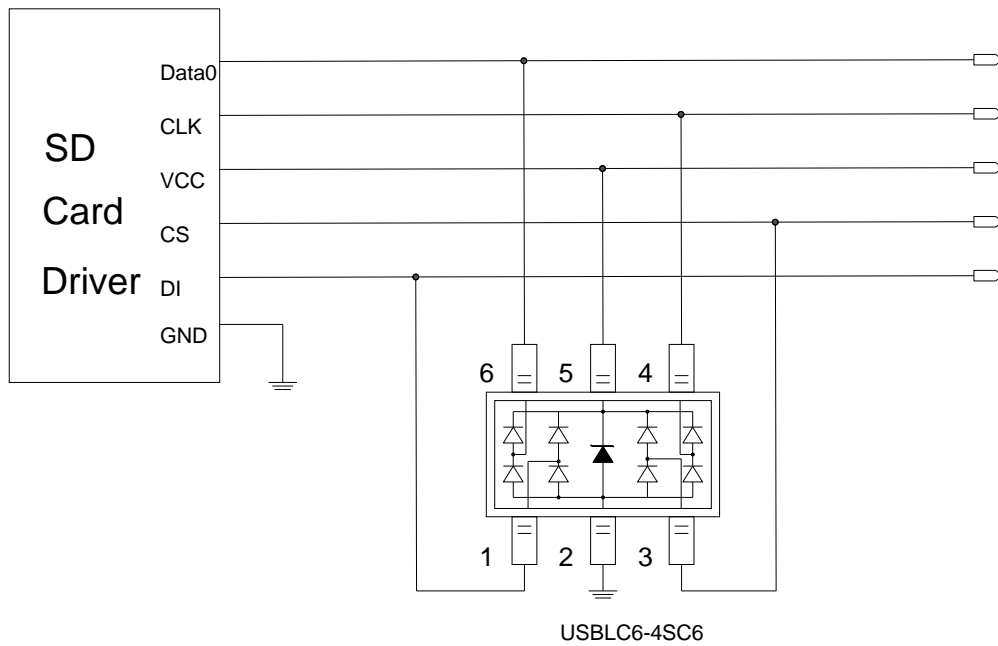 Data0
CLK
VCC
CS
DI
GND
SD
Card
Driver
6 5 4
1 2 3
USBLC6-4SC6